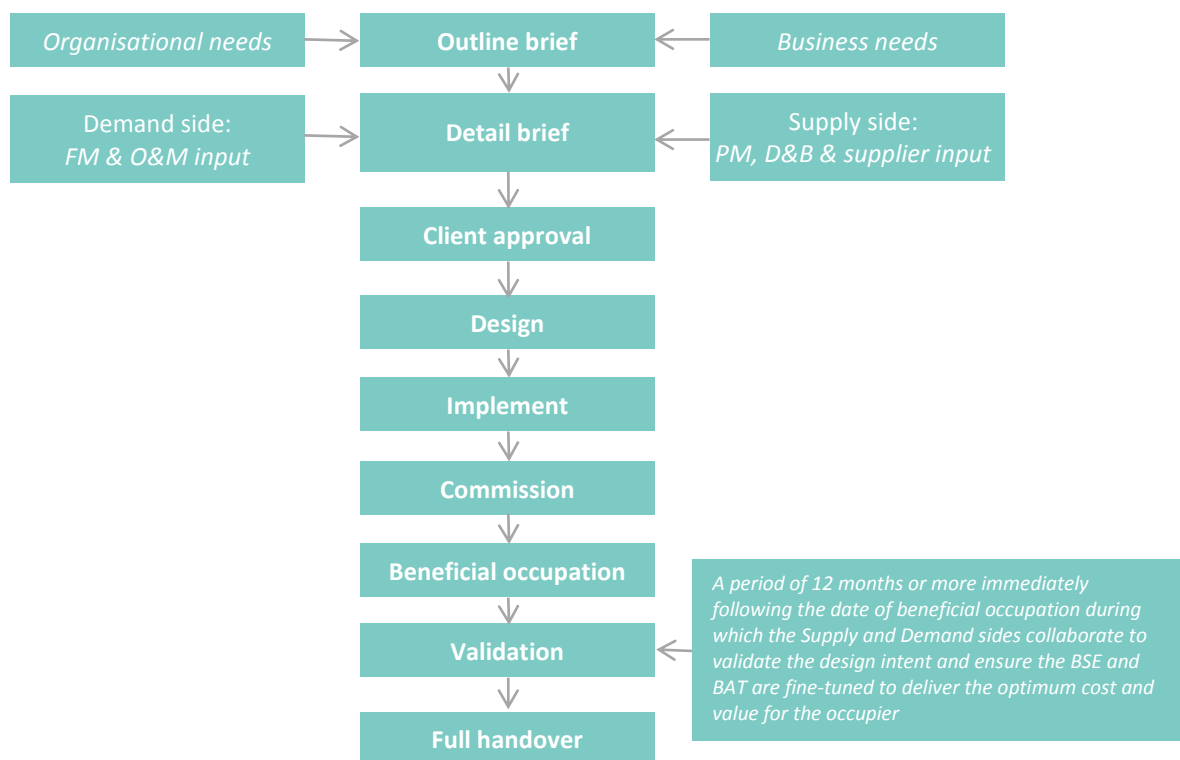 Organisational needs
Outline brief
Business needs
Demand side:
FM & O&M input
Detail brief
Supply side:
PM, D&B & supplier input
Client approval
Design
Implement
Commission
Beneficial occupation
Validation
A period of 12 months or more immediately
following the date of beneficial occupation during
which the Supply and Demand sides collaborate to
validate the design intent and ensure the BSE and
BAT are fine-tuned to deliver the optimum cost and
value for the occupier
Full handover